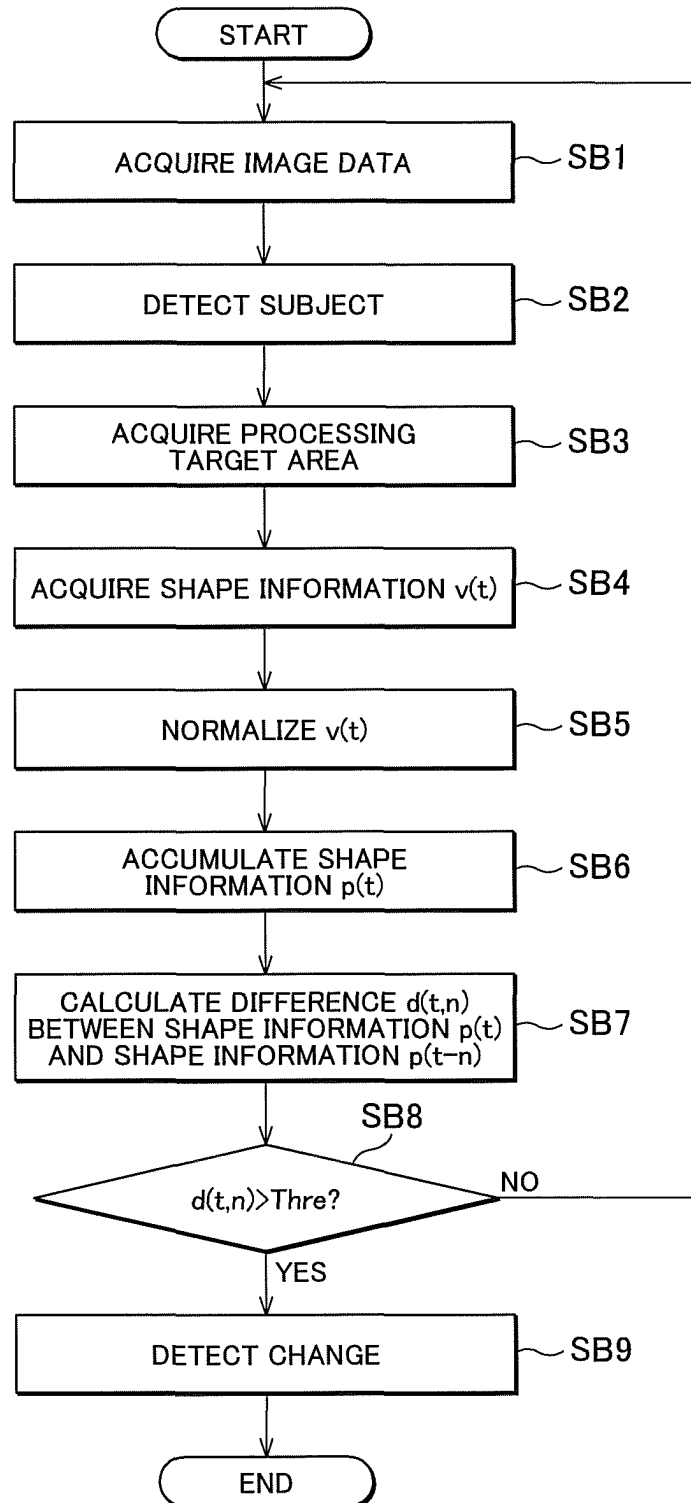 START
ACQUIRE IMAGE DATA
SB1
DETECT SUBJECT
SB2
ACQUIRE PROCESSING
TARGET AREA
SB3
ACQUIRE SHAPE INFORMATION v(t)
SB4
NORMALIZE v(t)
SB5
ACCUMULATE SHAPE
INFORMATION p(t)
SB6
CALCULATE DIFFERENCE d(t,n)
BETWEEN SHAPE INFORMATION p(t)
AND SHAPE INFORMATION p(t-n)
SB7
SB8
d(t,n)>Thre?
NO
YES
DETECT CHANGE
SB9
END